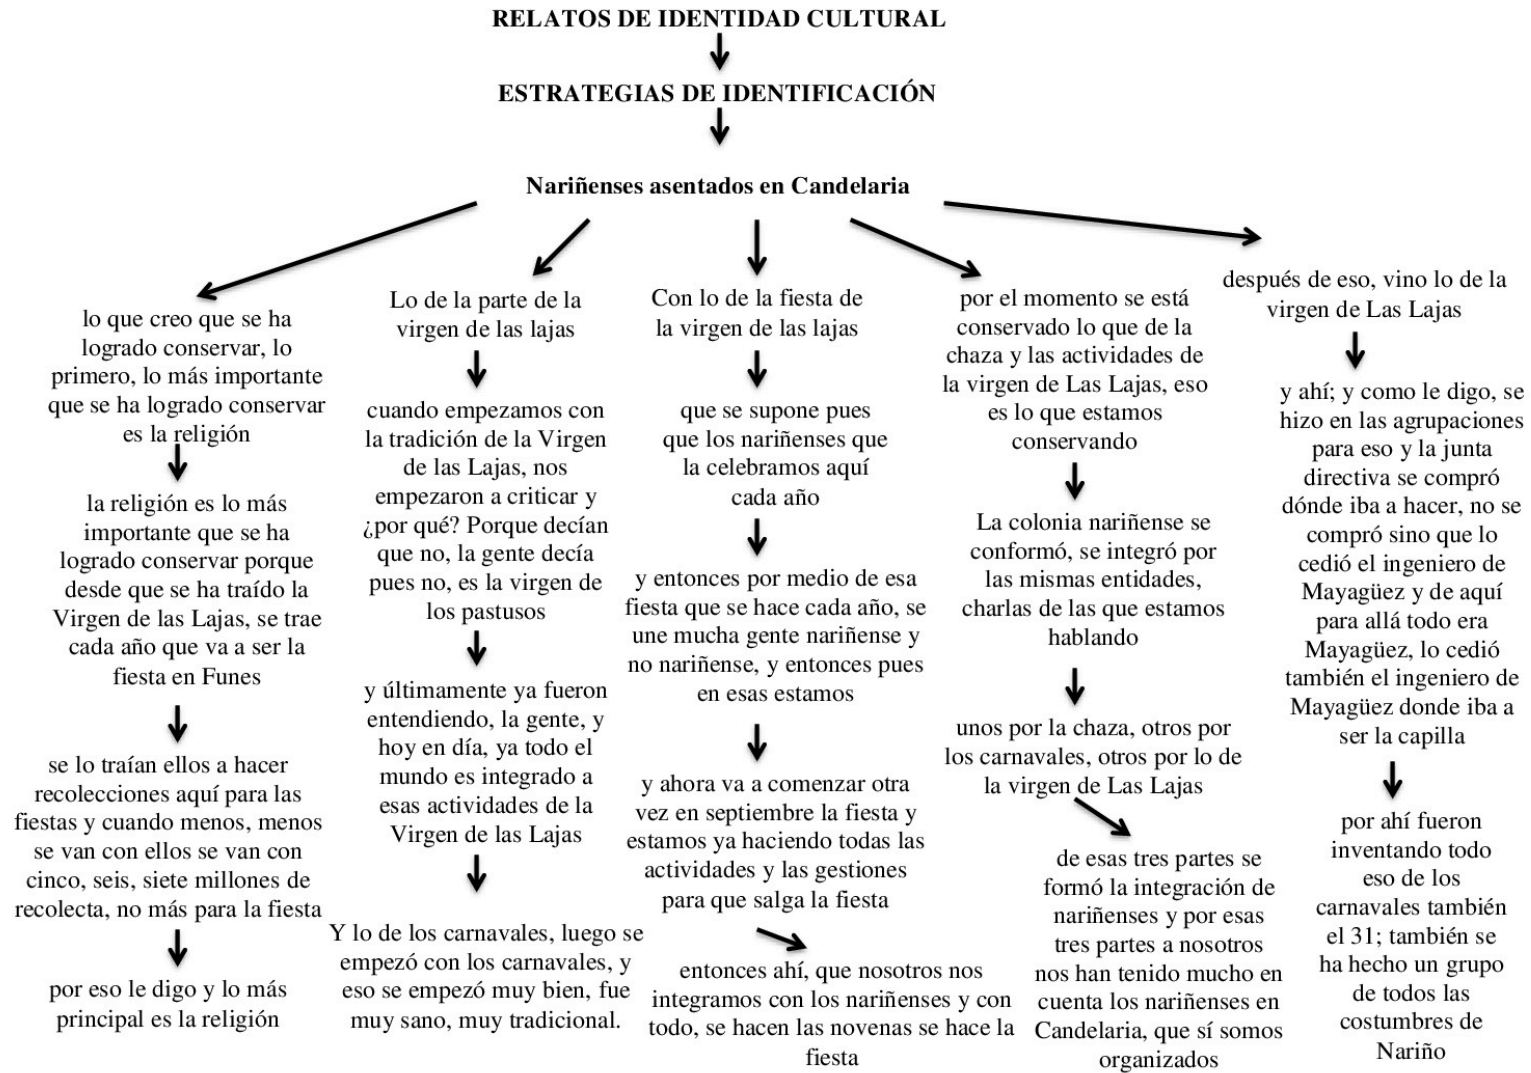 RELATOS DE IDENTIDAD CULTURAL
ESTRATEGIAS DE IDENTIFICACIÓN
Nariñenses asentados en Candelaria
lo que creo que se ha
logrado conservar, lo
primero, lo más importante
que se ha logrado conservar
es la religión
la religión es lo más
importante que se ha
logrado conservar porque
desde que se ha traído la
Virgen de las Lajas, se trae
cada año que va a ser la
fiesta en Funes
se lo traían ellos a hacer
recolecciones aquí para las
fiestas y cuando menos, menos
se van con ellos se van con
cinco, seis, siete millones de
recolecta, no más para la fiesta
por eso le digo y lo más
principal es la religión
Lo de la parte de la
virgen de las lajas
cuando empezamos con
la tradición de la Virgen
de las Lajas, nos
empezaron a criticar y
¿por qué? Porque decían
que no, la gente decía
pues no, es la virgen de
los pastusos
y últimamente ya fueron
entendiendo, la gente, y
hoy en día, ya todo el
mundo es integrado a
esas actividades de la
Virgen de las Lajas
Y lo de los carnavales, luego se
empezó con los carnavales, y
eso se empezó muy bien, fue
muy sano, muy tradicional.
Con lo de la fiesta de
la virgen de las lajas
que se supone pues
que los nariñenses que
la celebramos aquí
cada año
y entonces por medio de esa
fiesta que se hace cada año, se
une mucha gente nariñense y
no nariñense, y entonces pues
en esas estamos
y ahora va a comenzar otra
vez en septiembre la fiesta y
estamos ya haciendo todas las
actividades y las gestiones
para que salga la fiesta
entonces ahí, que nosotros nos
integramos con los nariñenses y con
todo, se hacen las novenas se hace la
fiesta
por el momento se está
conservado lo que de la
chaza y las actividades de
la virgen de Las Lajas, eso
es lo que estamos
conservando
La colonia nariñense se
conformó, se integró por
las mismas entidades,
charlas de las que estamos
hablando
unos por la chaza, otros por
los carnavales, otros por lo de
la virgen de Las Lajas
de esas tres partes se
formó la integración de
nariñenses y por esas
tres partes a nosotros
nos han tenido mucho en
cuenta los nariñenses en
Candelaria, que sí somos
organizados
después de eso, vino lo de la
virgen de Las Lajas
y ahí; y como le digo, se
hizo en las agrupaciones
para eso y la junta
directiva se compró
dónde iba a hacer, no se
compró sino que lo
cedió el ingeniero de
Mayagüez y de aquí
para allá todo era
Mayagüez, lo cedió
también el ingeniero de
Mayagüez donde iba a
ser la capilla
por ahí fueron
inventando todo
eso de los
carnavales también
el 31; también se
ha hecho un grupo
de todos las
costumbres de
Nariño